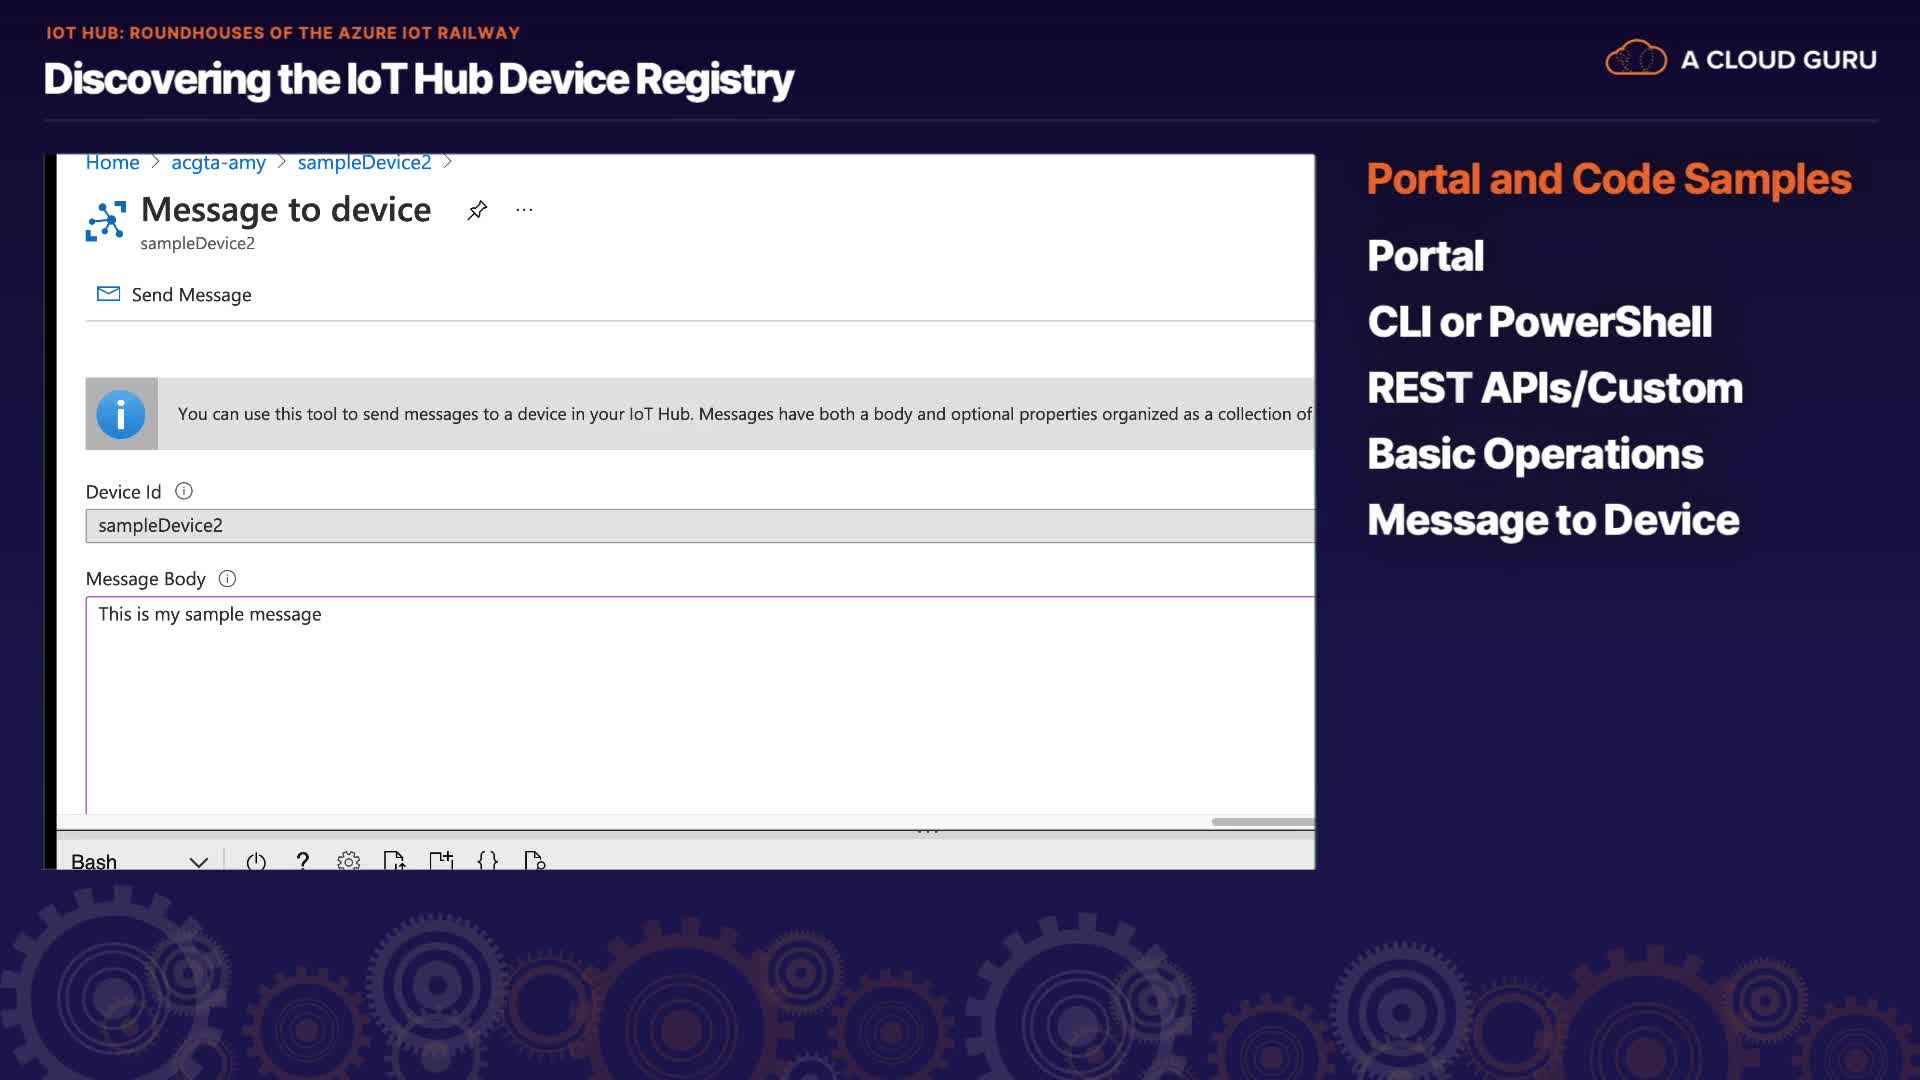 IOT HUB: ROUNDHOUSES OF THE AZURE IOT RAILWAY
Discovering the IoT Hub Device Registry
A CLOUD GURU
Home > acgta-amy > sampleDevice2 >
Message to device
sampleDevice2
Send Message
You can use this tool to send messages to a device in your IoT Hub. Messages have both a body and optional properties organized as a collection of
Device Id
sampleDevice2
Message Body
This is my sample message
Bash
Portal and Code Samples
Portal
CLI or PowerShell
REST APIs/Custom
Basic Operations
Message to Device